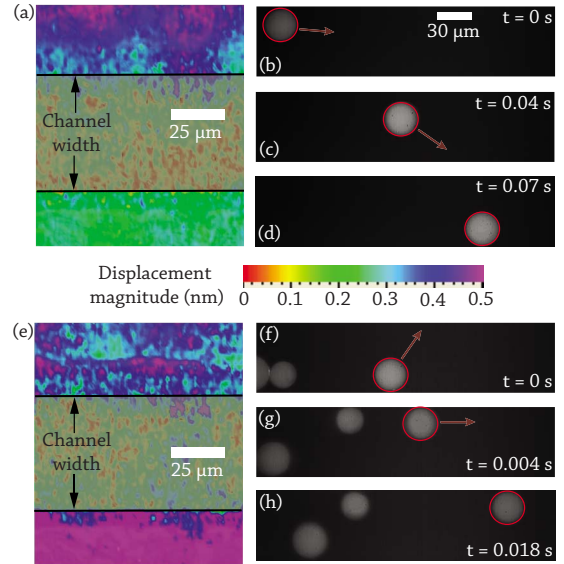 (a)
Channel
width
25 µm
(b)
30 µm
t = 0 s
(c)
t = 0.04 s
(d)
t = 0.07 s
Displacement
magnitude (nm)
0 0.1 0.2 0.3 0.4 0.5
(e)
Channel
width
25 µm
(f)
t = 0 s
(g)
t = 0.004 s
(h)
t = 0.018 s